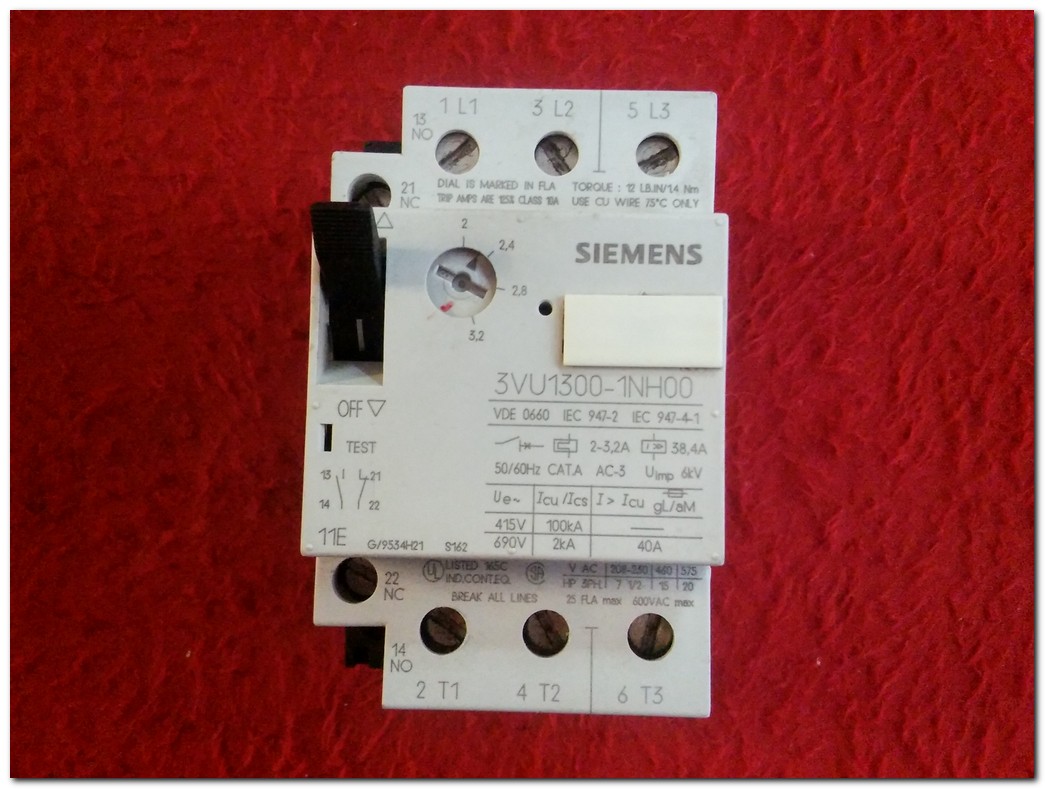 1 L1 3 L2 5 L3
13
NO
DIAL IS MARKED IN FLA
TRIP AMPS ARE 125% CLASS 10A
TORQUE : 12 LB.IN/1.4 Nm
USE CU WIRE 75°C ONLY
21
NC
2
2,4
2,8
3,2
SIEMENS
3VU1300-1NH00
VDE 0660 IEC 947-2 IEC 947-4-1
2-3,2A I>> 38,4A
50/60Hz CAT.A AC-3 Uimp 6kV
Ue~ Icu/Ics I > Icu gL/aM
415V 100kA
690V 2kA 40A
OFF
TEST
13 21
14 22
11E
G/9534H21 S162
22
NC
UL LISTED 165C
IND.CONT.EQ.
BREAK ALL LINES
V AC 208-230 460 575
HP 3PH. 7 1/2 15 20
25 FLA max 600VAC max
14
NO
2 T1 4 T2 6 T3